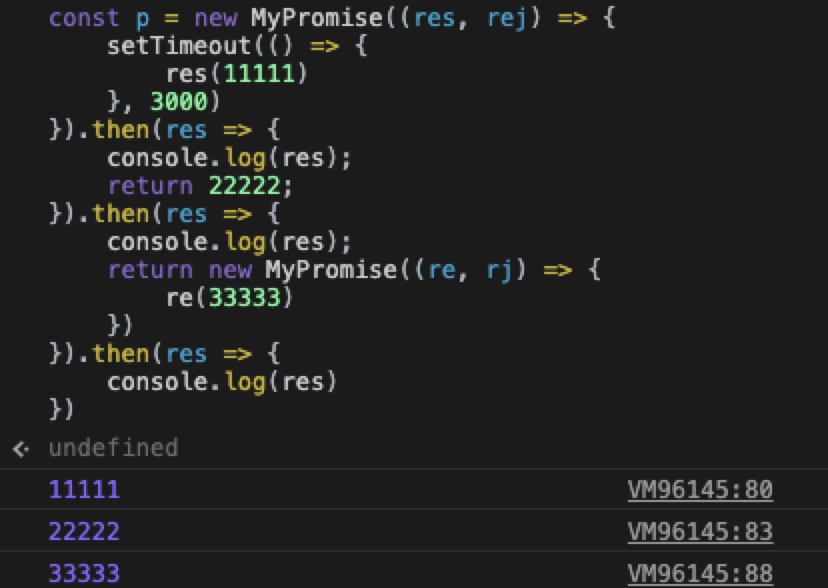 const p = new MyPromise((res, rej) => {
    setTimeout(() => {
        res(11111)
    }, 3000)
}).then(res => {
    console.log(res);
    return 22222;
}).then(res => {
    console.log(res);
    return new MyPromise((re, rj) => {
        re(33333)
    })
}).then(res => {
    console.log(res)
})
undefined
11111 VM96145:80
22222 VM96145:83
33333 VM96145:88